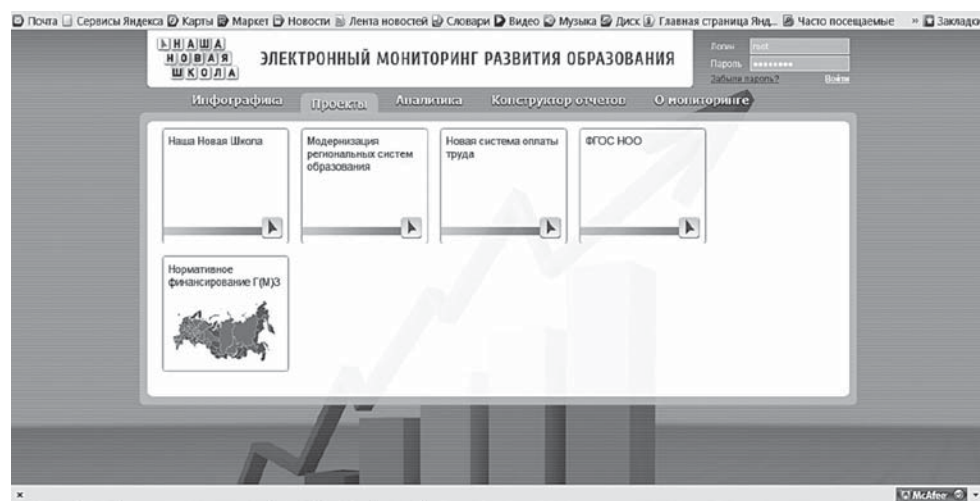 Почта Сервисы Яндекса Карты Маркет Новости Лента новостей Словари Видео Музыка Диск Главная страница Янд... Часто посещаемые » Закладки
НАША
НОВАЯ
ШКОЛА
ЭЛЕКТРОННЫЙ МОНИТОРИНГ РАЗВИТИЯ ОБРАЗОВАНИЯ
Логин root
Пароль ••••••••
Забыли пароль? Войти
Инфографика Проекты Аналитика Конструктор отчетов О мониторинге
Наша Новая Школа
Модернизация
региональных систем
образования
Новая система оплаты
труда
ФГОС НОО
Нормативное
финансирование Г(М)З
× McAfee